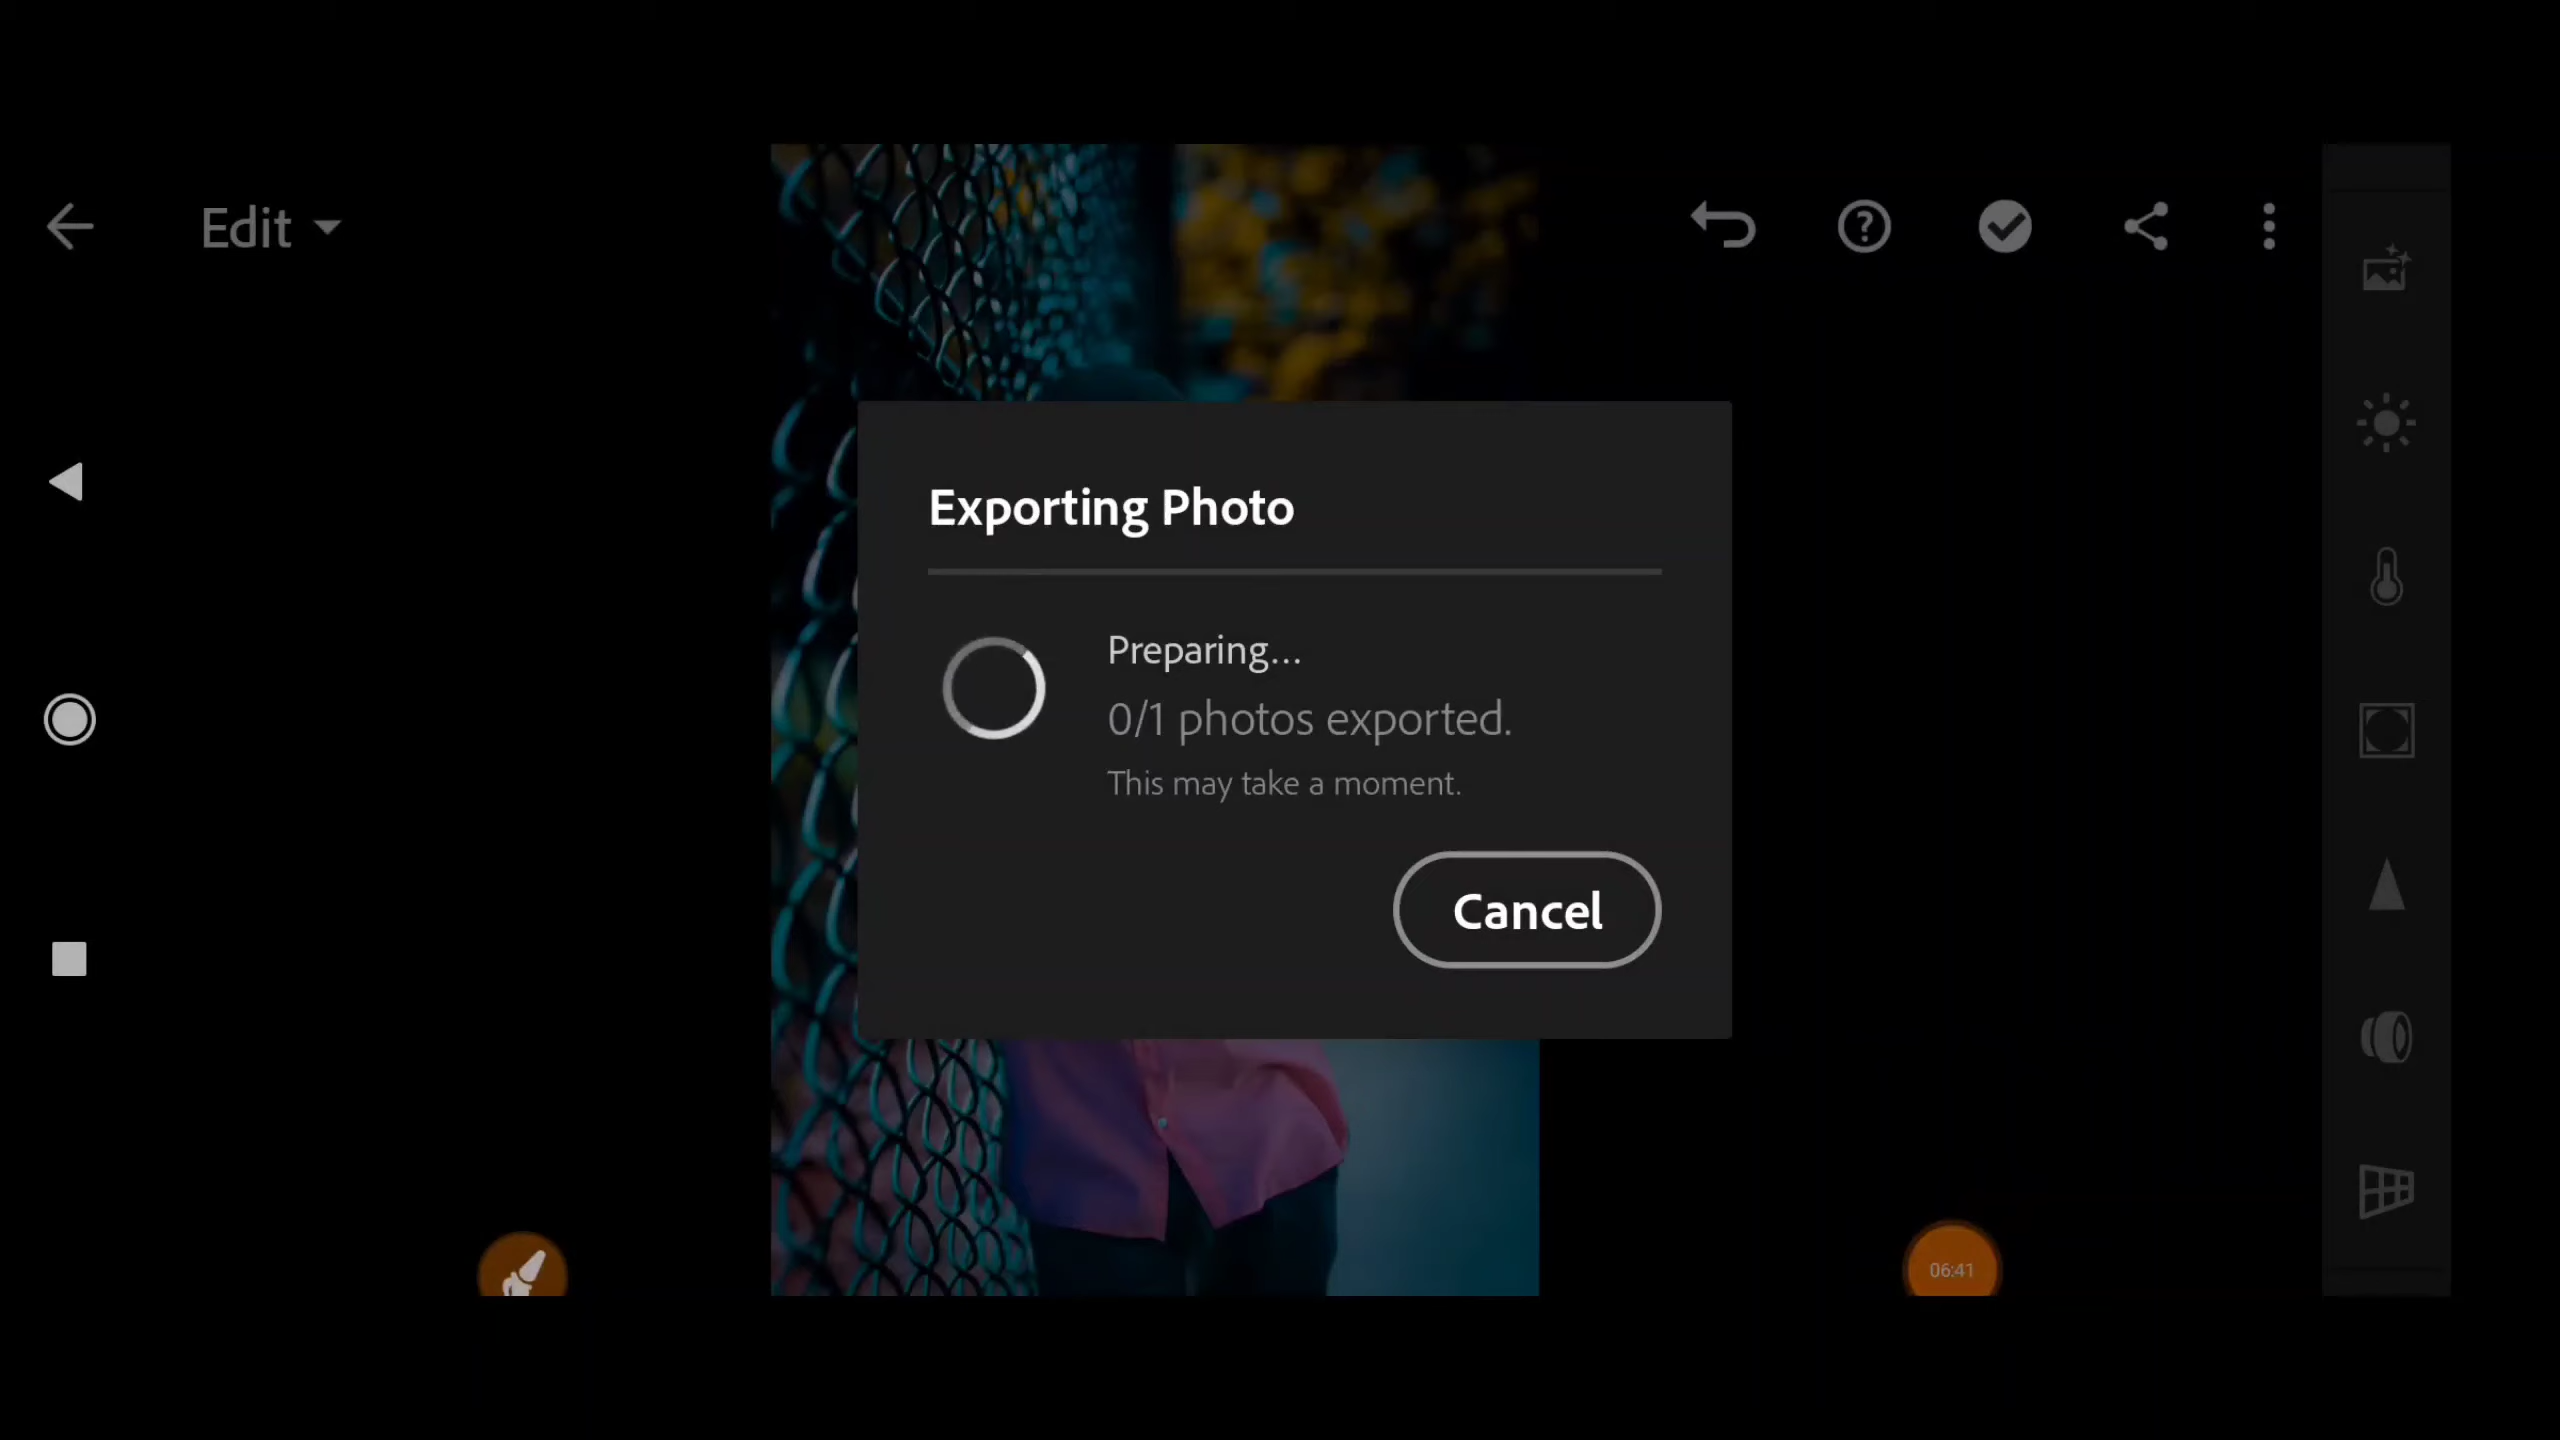 Edit
Exporting Photo
Preparing...
0/1 photos exported.
This may take a moment.
Cancel
06:41